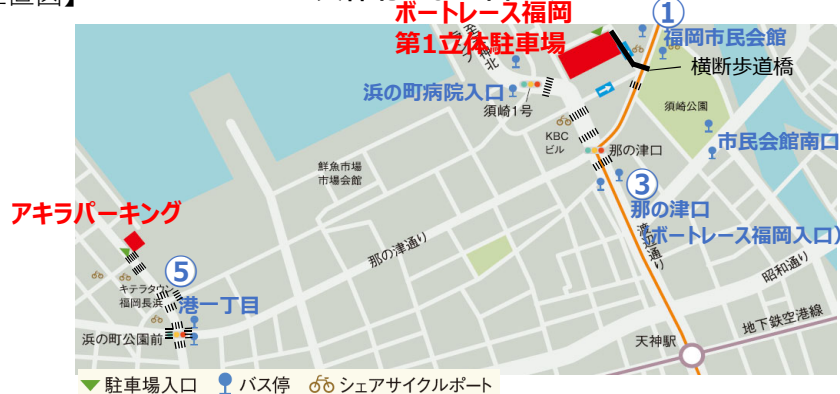 置図】
ボートレース福岡
第1立体駐車場
①
福岡市民会館
横断歩道橋
浜の町病院入口
須崎1号
須崎公園
KBC
ビル
那の津口
市民会館南口
鮮魚市場
市場会館
③
那の津口
ボートレース福岡入口)
アキラパーキング
渡辺通り
那の津通り
昭和通り
⑤
キテラタウン
福岡長浜
港一丁目
浜の町公園前
天神駅
地下鉄空港線
駐車場入口 バス停 シェアサイクルポート